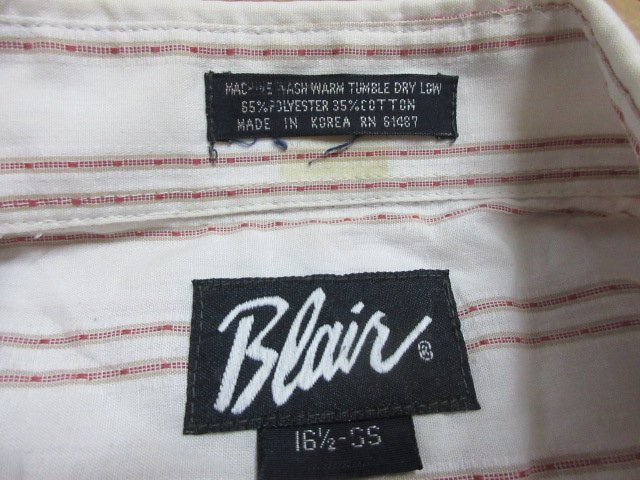 MACHINE WASH WARM TUMBLE DRY LOW
65% POLYESTER 35% COTTON
MADE IN KOREA RN 61487
Blair®
16½-SS